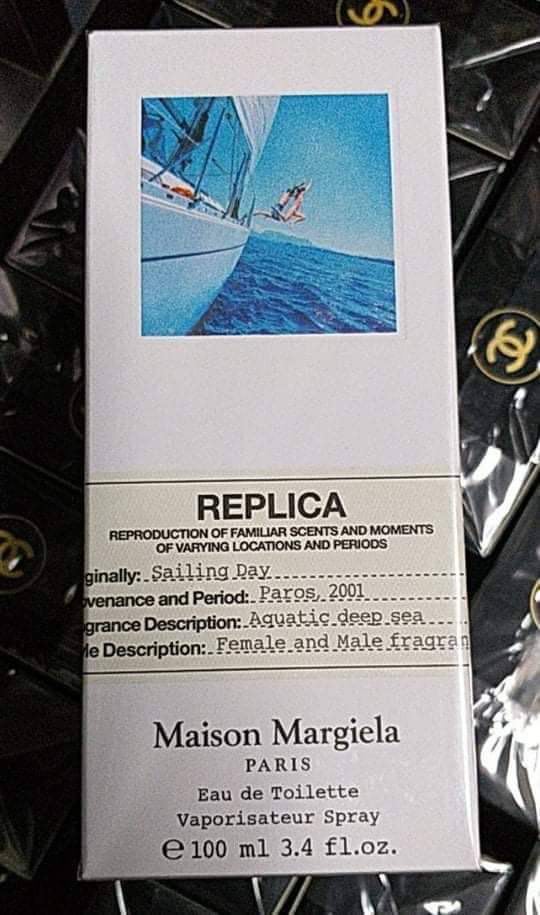 REPLICA
REPRODUCTION OF FAMILIAR SCENTS AND MOMENTS
OF VARYING LOCATIONS AND PERIODS
ginally: Sailing Day
venance and Period: Paros, 2001
grance Description: Aquatic deep sea
le Description: Female and Male fragran
Maison Margiela
PARIS
Eau de Toilette
Vaporisateur Spray
e 100 ml 3.4 fl.oz.